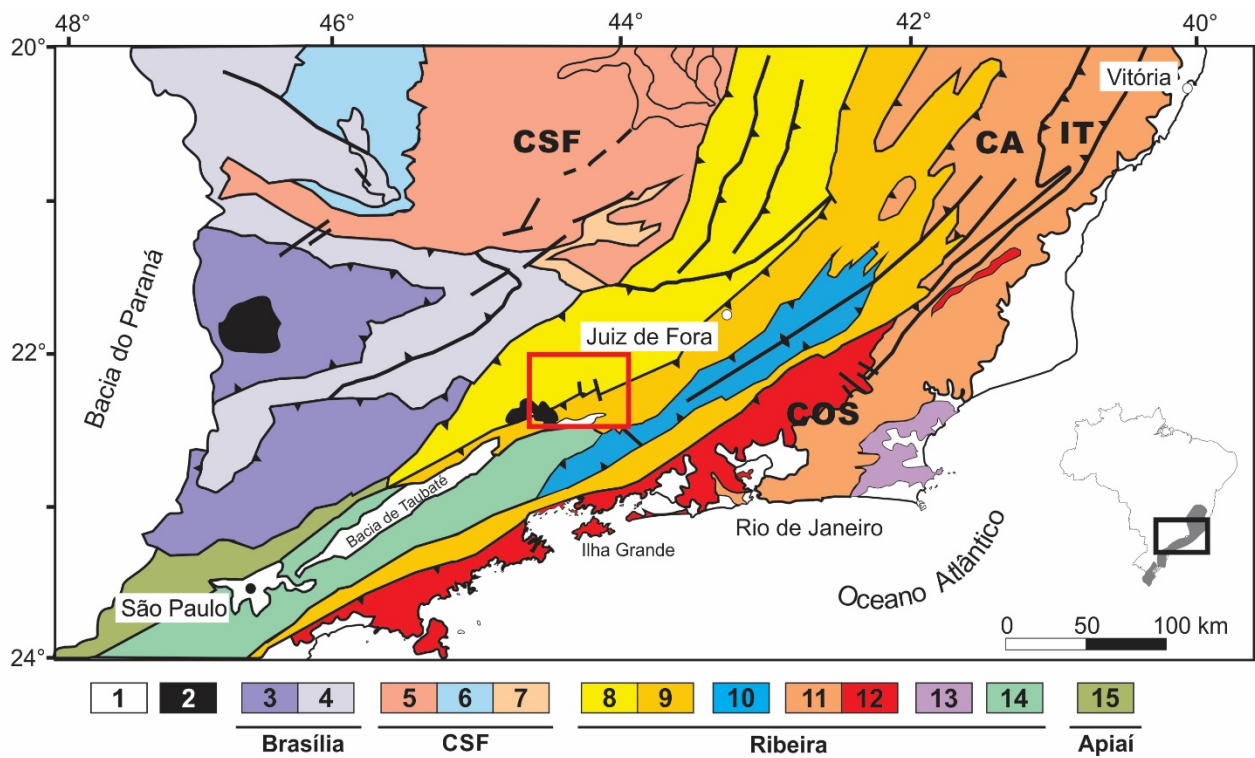 48° 46° 44° 42° 40°
20°
Vitória
CSF
CA
IT
Bacia do Paraná
Juiz de Fora
22°
COS
Bacia de Taubaté
Rio de Janeiro
Ilha Grande
Oceano Atlântico
São Paulo
0 50 100 km
24°
1 2 3 4 5 6 7 8 9 10 11 12 13 14 15
Brasília CSF Ribeira Apiaí